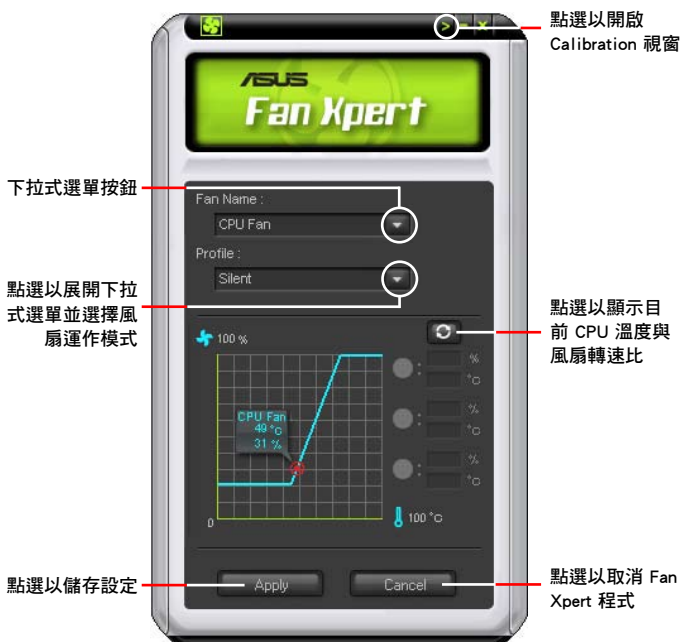 點選以開啟
Calibration 視窗
ASUS
Fan Xpert
下拉式選單按鈕
Fan Name :
CPU Fan
Profile :
Silent
點選以展開下拉
式選單並選擇風
扇運作模式
點選以顯示目
前 CPU 溫度與
風扇轉速比
100 %
%
°C
CPU Fan
49 °C
31 %
%
°C
%
°C
0
100 °C
點選以儲存設定
Apply
Cancel
點選以取消 Fan
Xpert 程式